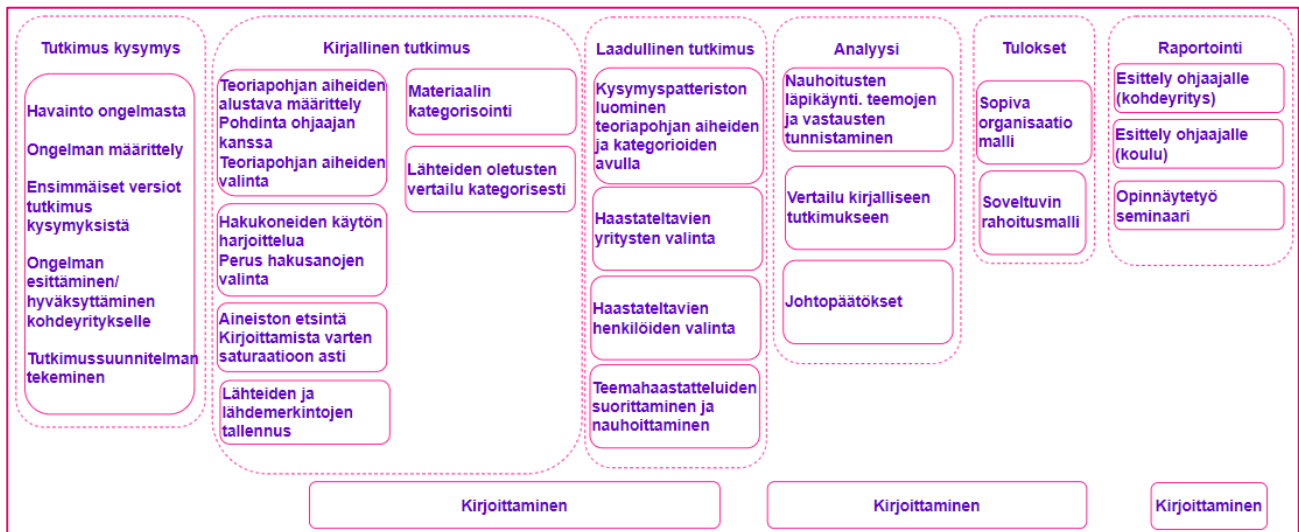 Tutkimus kysymys
Havainto ongelmasta
Ongelman määrittely
Ensimmäiset versiot
tutkimus
kysymyksistä
Ongelman
esittäminen/
hyväksyttäminen
kohdeyritykselle
Tutkimussuunnitelman
tekeminen
Kirjallinen tutkimus
Teoriapohjan aiheiden
alustava määrittely
Pohdinta ohjaajan
kanssa
Teoriapohjan aiheiden
valinta
Hakukoneiden käytön
harjoittelua
Perus hakusanojen
valinta
Aineiston etsintä
Kirjoittamista varten
saturaatioon asti
Lähteiden ja
lähdemerkintojen
tallennus
Materiaalin
kategorisointi
Lähteiden oletusten
vertailu kategorisesti
Laadullinen tutkimus
Kysymyspatteriston
luominen
teoriapohjan aiheiden
ja kategorioiden
avulla
Haastateltavien
yritysten valinta
Haastateltavien
henkilöiden valinta
Teemahaastatteluiden
suorittaminen ja
nauhoittaminen
Analyysi
Nauhoitusten
läpikäynti. teemojen
ja vastausten
tunnistaminen
Vertailu kirjalliseen
tutkimukseen
Johtopäätökset
Tulokset
Sopiva
organisaatio
malli
Soveltuvin
rahoitusmalli
Raportointi
Esittely ohjaajalle
(kohdeyritys)
Esittely ohjaajalle
(koulu)
Opinnäytetyö
seminaari
Kirjoittaminen
Kirjoittaminen
Kirjoittaminen